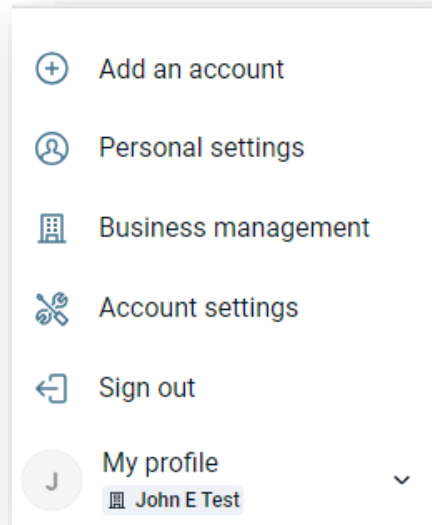 Add an account
Personal settings
Business management
Account settings
Sign out
J
My profile
John E Test